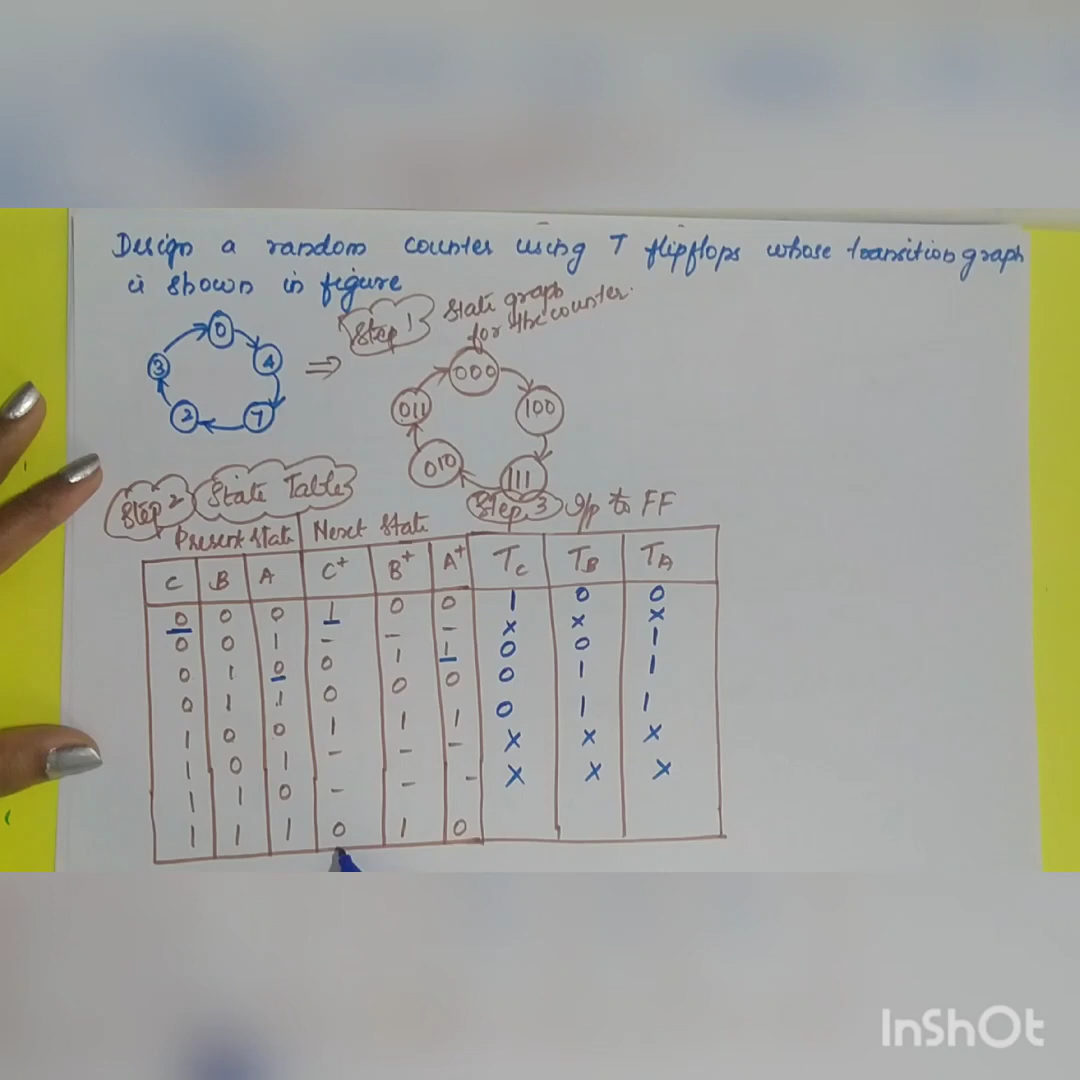 Design a random counter using T flipflops whose transition graph
is shown in figure
Step 1 State graph
for the counter.
0
4
7
2
3
⇒
000
100
111
010
011
Step 2 State Table
Step 3 I/p to FF
Present state Next state
C B A C+ B+ A+ TC TB TA
0 0 0 1 0 0 1 0 0
0 0 1 - - - x x x
0 1 0 0 1 1 0 0 1
0 1 1 0 0 0 0 1 1
1 0 0 1 1 1 0 1 1
1 0 1 - - - x x x
1 1 0 - - - x x x
1 1 1 0 1 0
InShOt